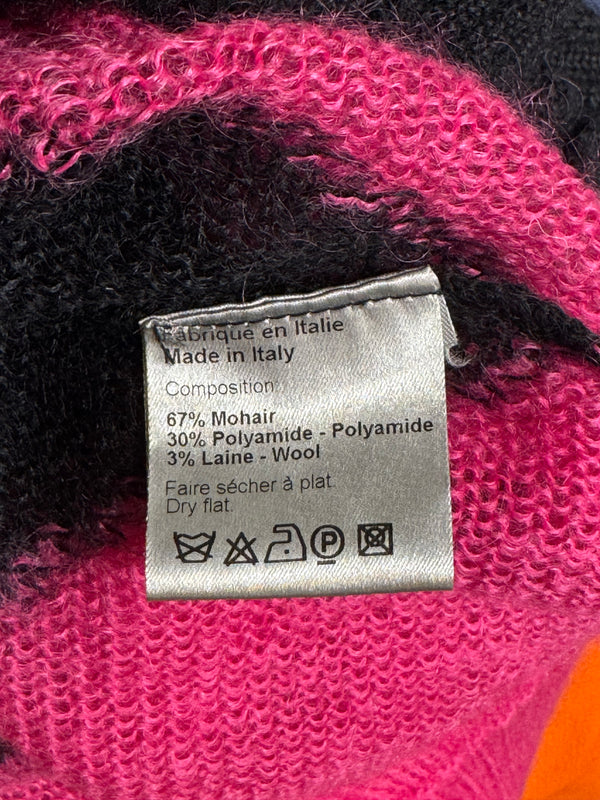 Fabriqué en Italie
Made in Italy
Composition:
67% Mohair
30% Polyamide - Polyamide
3% Laine - Wool
Faire sécher à plat.
Dry flat.
P